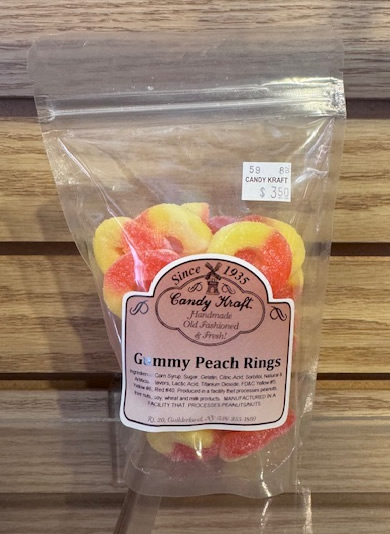 59 88
CANDY KRAFT
$ 3.50
Since 1935
Candy Kraft.
Handmade
Old Fashioned
& Fresh!
Gummy Peach Rings
Ingredients: Corn Syrup, Sugar, Gelatin, Citric Acid, Sorbitol, Natural &
Artificial flavors, Lactic Acid, Titanium Dioxide, FD&C Yellow #5,
Yellow #6, Red #40. Produced in a facility that processes peanuts,
tree nuts, soy, wheat and milk products. MANUFACTURED IN A
FACILITY THAT PROCESSES PEANUTS/NUTS
Rt. 20, Guilderland, NY